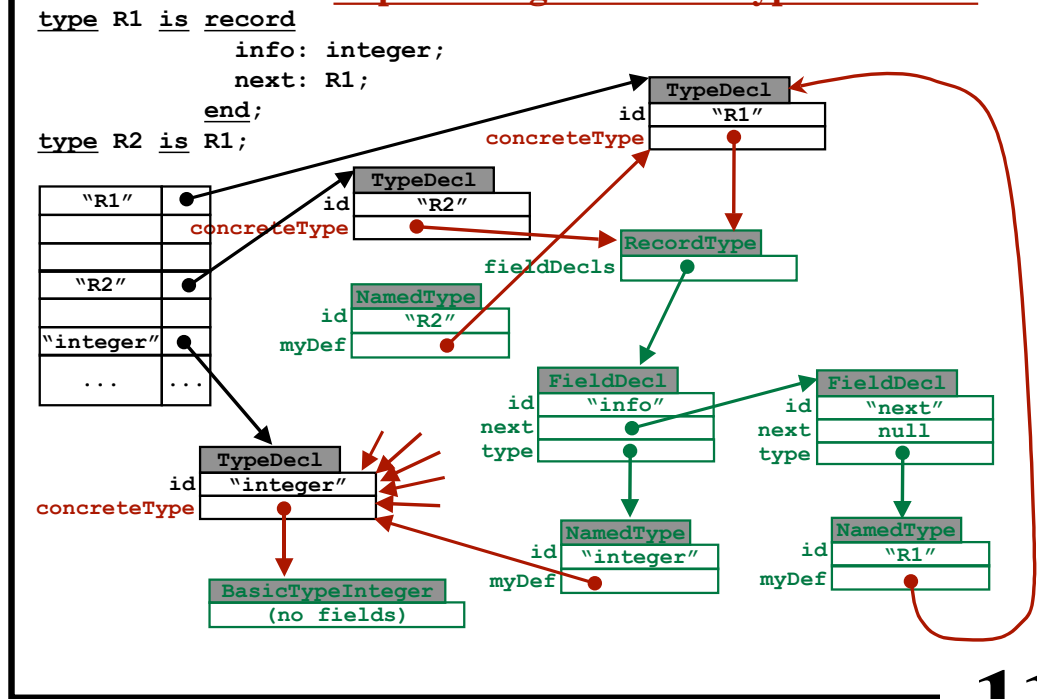 type R1 is record
info: integer;
next: R1;
end;
type R2 is R1;
TypeDecl
id "R1"
concreteType
TypeDecl
id "R2"
concreteType
"R1"
"R2"
"integer"
... ...
RecordType
fieldDecls
NamedType
id "R2"
myDef
FieldDecl
id "info"
next
type
FieldDecl
id "next"
next null
type
TypeDecl
id "integer"
concreteType
NamedType
id "integer"
myDef
NamedType
id "R1"
myDef
BasicTypeInteger
(no fields)